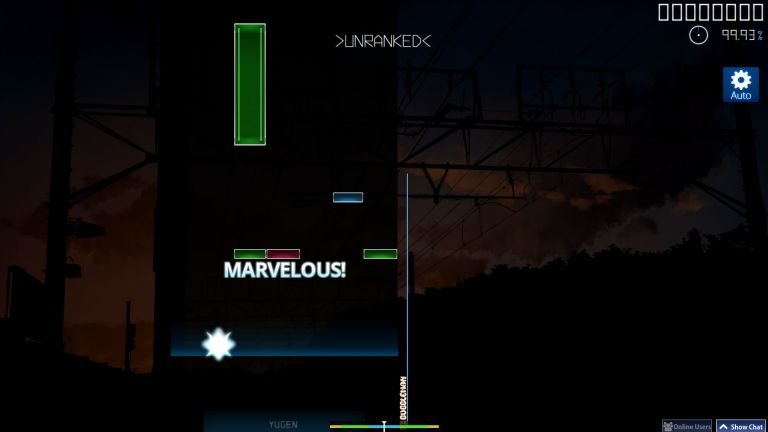 >UNRANKED<
99.93%
Auto
MARVELOUS!
YUGEN
Online Users
Show Chat